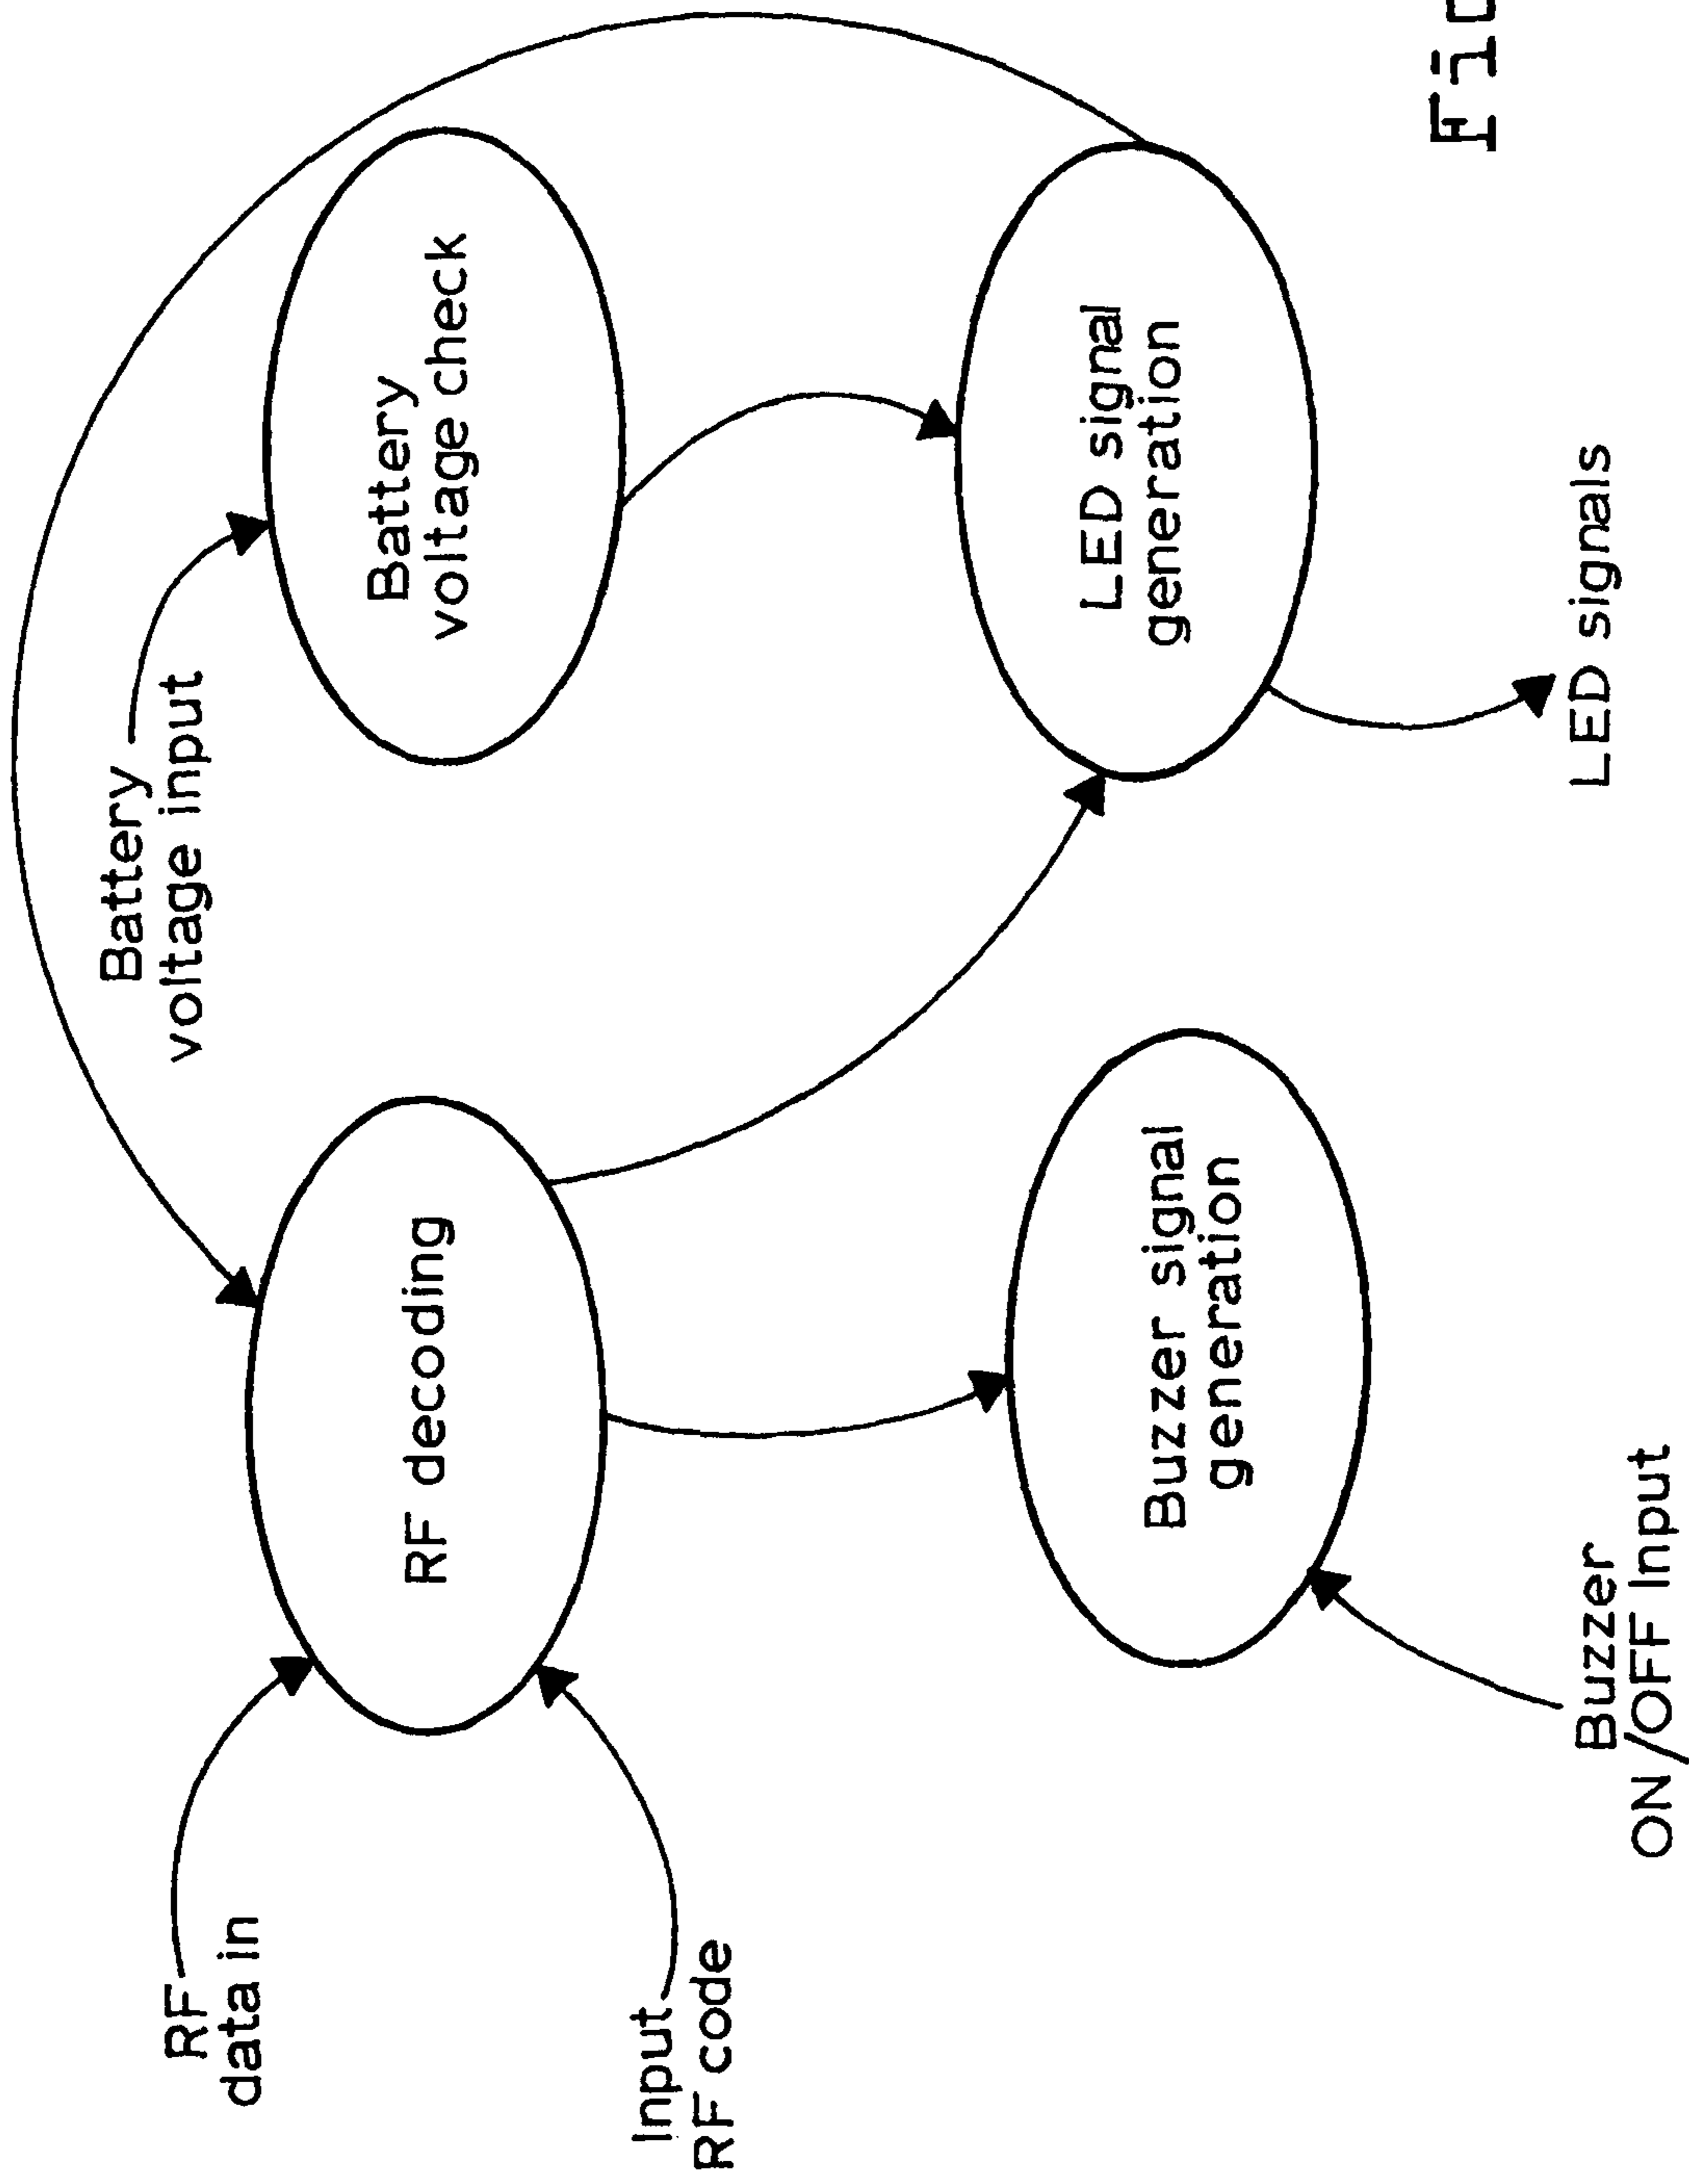 RF
data in
Input
RF code
RF decoding
Battery
voltage input
Battery
voltage check
Buzzer signal
generation
LED signal
generation
Buzzer
ON/OFF Input
LED signals